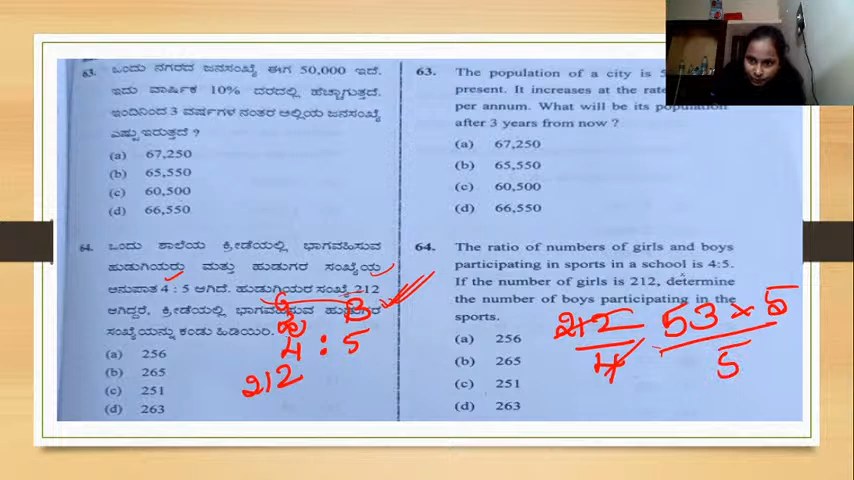 63. ಒಂದು ನಗರದ ಜನಸಂಖ್ಯೆ ಈಗ 50,000 ಇದೆ.
ಇದು ವಾರ್ಷಿಕ 10% ದರದಲ್ಲಿ ಹೆಚ್ಚಾಗುತ್ತದೆ.
ಇಂದಿನಿಂದ 3 ವರ್ಷಗಳ ನಂತರ ಅಲ್ಲಿಯ ಜನಸಂಖ್ಯೆ
ಎಷ್ಟು ಇರುತ್ತದೆ ?
(a) 67,250
(b) 65,550
(c) 60,500
(d) 66,550
64. ಒಂದು ಶಾಲೆಯ ಕ್ರೀಡೆಯಲ್ಲಿ ಭಾಗವಹಿಸುವ
ಹುಡುಗಿಯರು ಮತ್ತು ಹುಡುಗರ ಸಂಖ್ಯೆಯ
ಅನುಪಾತ 4 : 5 ಆಗಿದೆ. ಹುಡುಗಿಯರ ಸಂಖ್ಯೆ 212
ಆಗಿದ್ದರೆ, ಕ್ರೀಡೆಯಲ್ಲಿ ಭಾಗವಹಿಸುವ ಹುಡುಗರ
ಸಂಖ್ಯೆಯನ್ನು ಕಂಡು ಹಿಡಿಯಿರಿ.
(a) 256
(b) 265
(c) 251
(d) 263
B
4 : 5
212
63. The population of a city is 5
present. It increases at the rate
per annum. What will be its population
after 3 years from now ?
(a) 67,250
(b) 65,550
(c) 60,500
(d) 66,550
64. The ratio of numbers of girls and boys
participating in sports in a school is 4:5.
If the number of girls is 212, determine
the number of boys participating in the
sports.
(a) 256
(b) 265
(c) 251
(d) 263
212 53 × 5
4 5